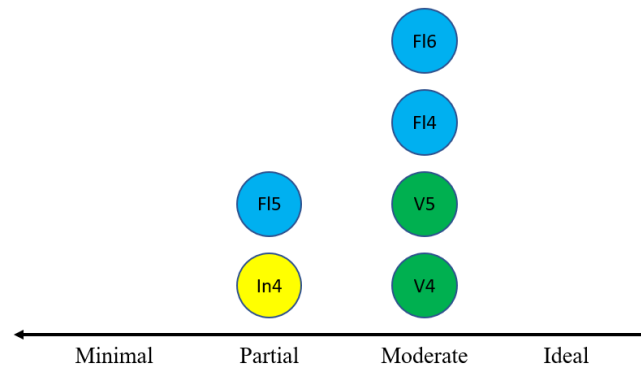 Fl6
Fl4
Fl5 V5
In4 V4
Minimal Partial Moderate Ideal